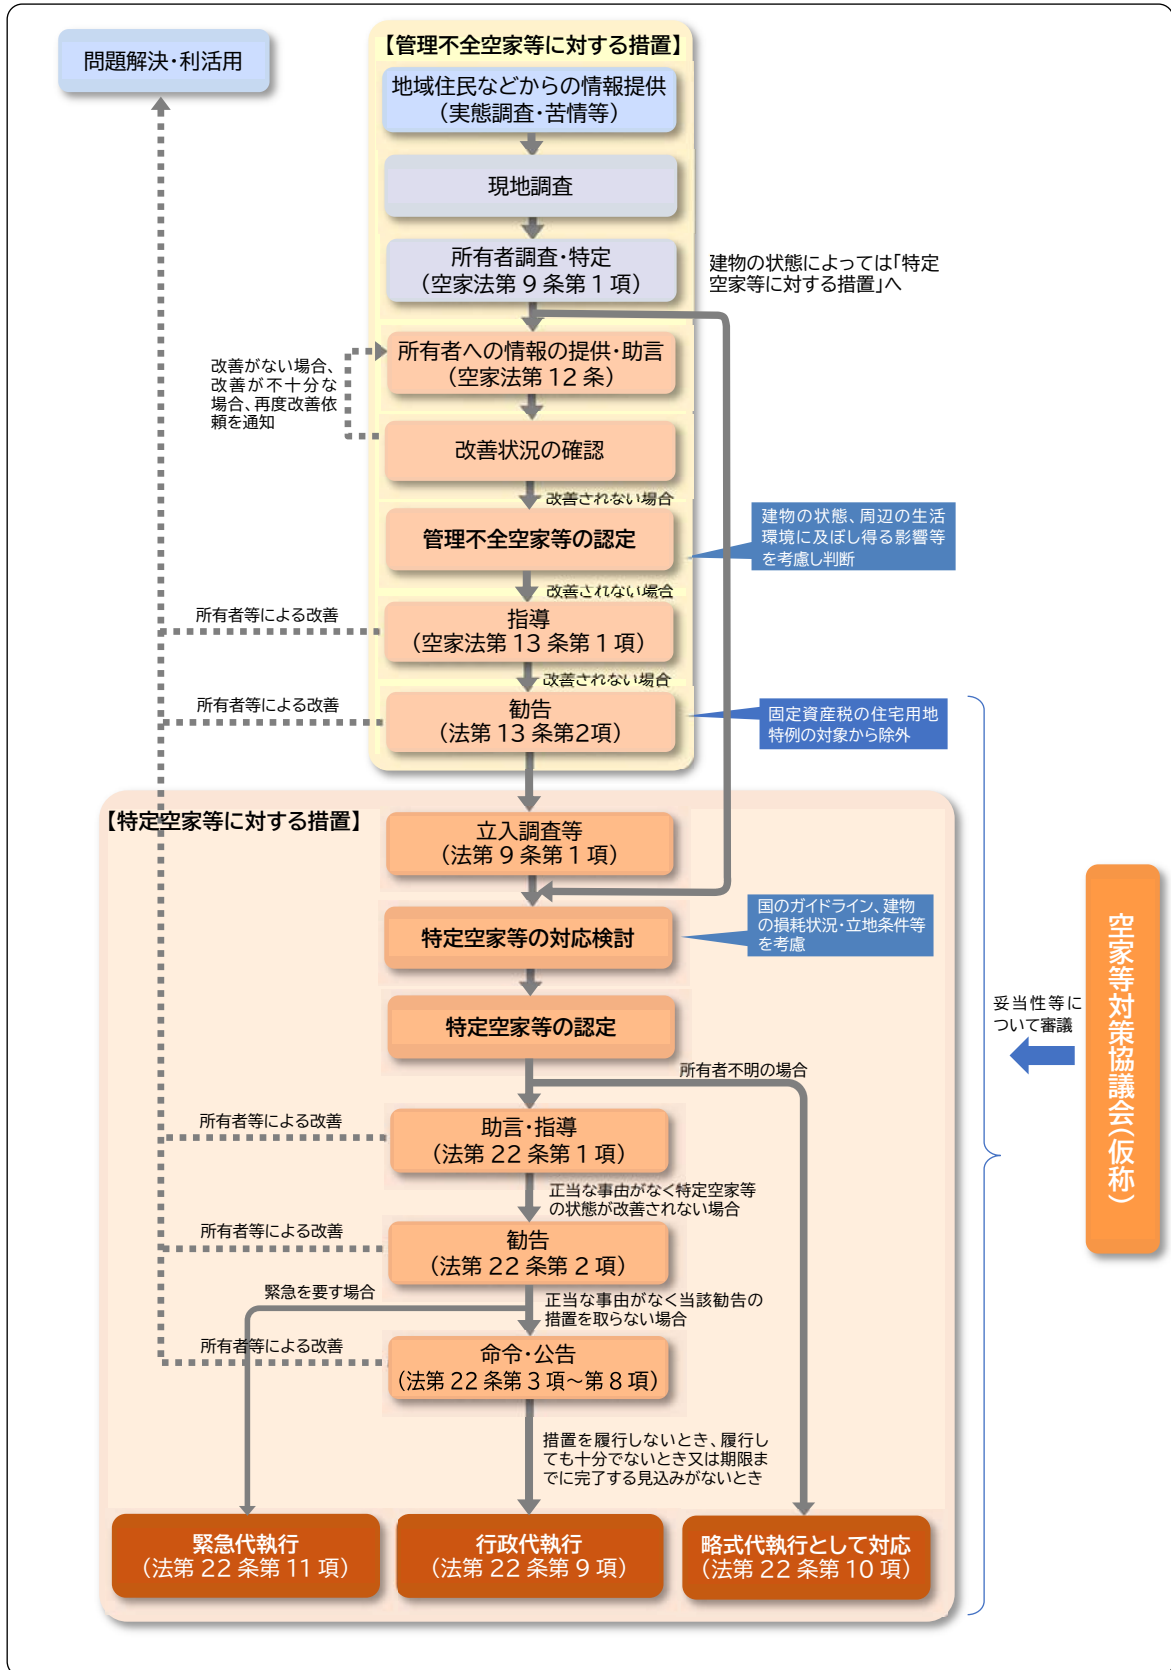 問題解決・利活用
【管理不全空家等に対する措置】
地域住民などからの情報提供
（実態調査・苦情等）
現地調査
所有者調査・特定
（空家法第９条第１項）
建物の状態によっては「特定
空家等に対する措置」へ
所有者への情報の提供・助言
（空家法第 12 条）
改善がない場合、
改善が不十分な
場合、再度改善依
頼を通知
改善状況の確認
改善されない場合
管理不全空家等の認定
建物の状態、周辺の生活
環境に及ぼし得る影響等
を考慮し判断
改善されない場合
指導
（空家法第 13 条第１項）
所有者等による改善
改善されない場合
勧告
（法第 13 条第2項）
所有者等による改善
固定資産税の住宅用地
特例の対象から除外
【特定空家等に対する措置】
立入調査等
（法第９条第１項）
特定空家等の対応検討
国のガイドライン、建物
の損耗状況・立地条件等
を考慮
特定空家等の認定
妥当性等に
ついて審議
空家等対策協議会（仮称）
所有者不明の場合
助言・指導
（法第 22 条第１項）
所有者等による改善
正当な事由がなく特定空家等
の状態が改善されない場合
勧告
（法第 22 条第２項）
所有者等による改善
緊急を要す場合
正当な事由がなく当該勧告の
措置を取らない場合
命令・公告
（法第 22 条第３項～第８項）
所有者等による改善
措置を履行しないとき、履行し
ても十分でないとき又は期限ま
でに完了する見込みがないとき
緊急代執行
（法第 22 条第 11 項）
行政代執行
（法第 22 条第９項）
略式代執行として対応
（法第 22 条第 10 項）